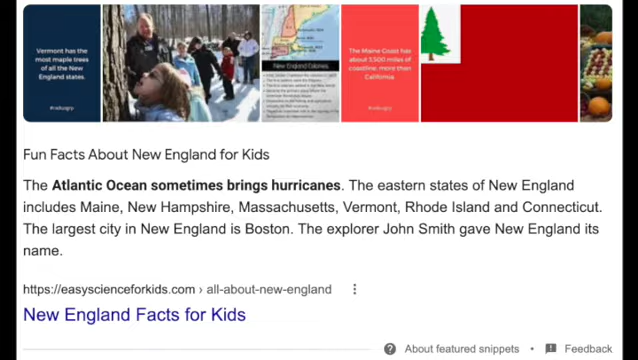 Vermont has the
most maple trees
of all the New
England states.
New England Colonies
The Maine Coast has
about 3,500 miles of
coastline, more than
California.
Fun Facts About New England for Kids
The Atlantic Ocean sometimes brings hurricanes. The eastern states of New England
includes Maine, New Hampshire, Massachusetts, Vermont, Rhode Island and Connecticut.
The largest city in New England is Boston. The explorer John Smith gave New England its
name.
https://easyscienceforkids.com › all-about-new-england
New England Facts for Kids
About featured snippets • Feedback